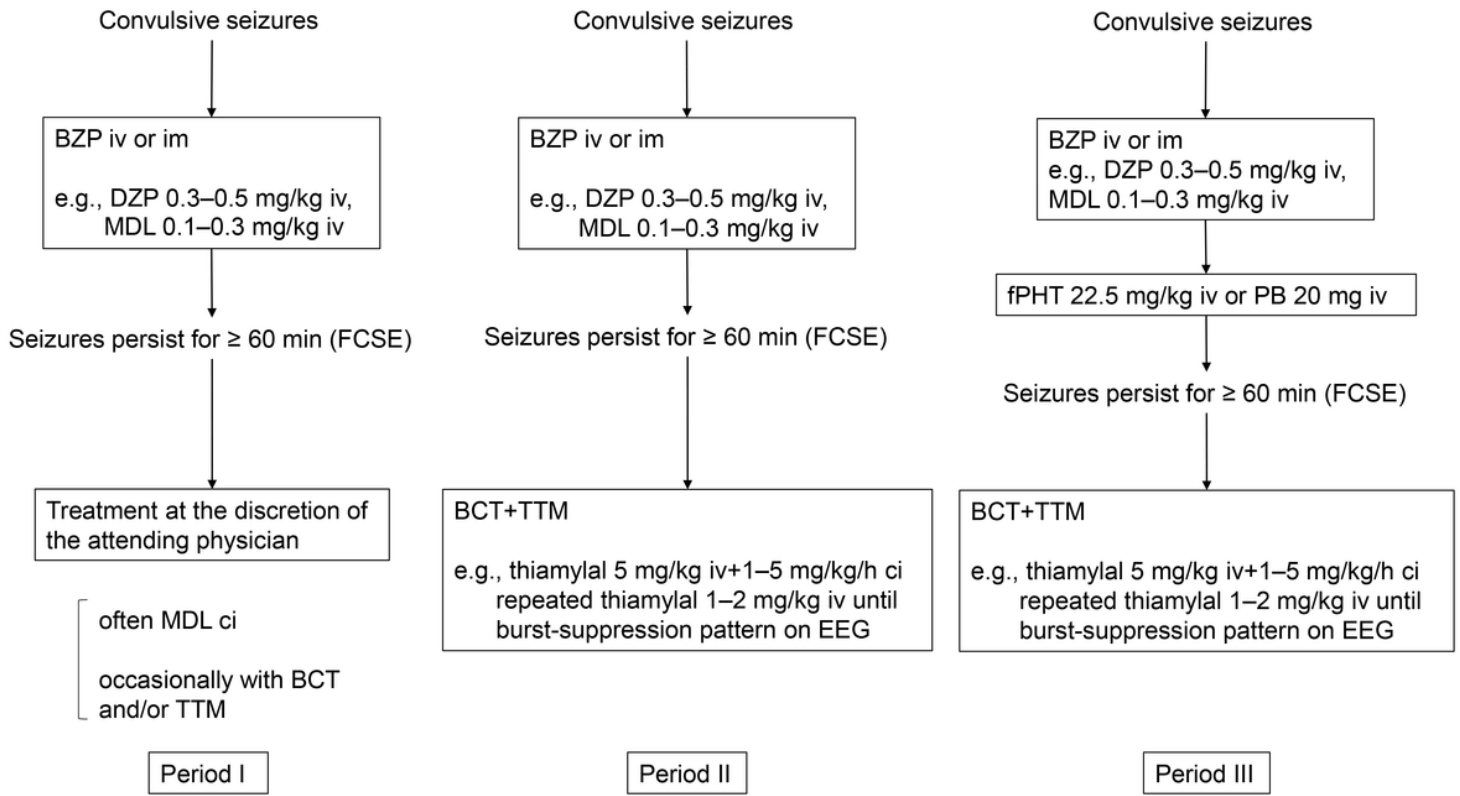 Convulsive seizures
BZP iv or im
e.g., DZP 0.3–0.5 mg/kg iv,
MDL 0.1–0.3 mg/kg iv
Seizures persist for ≥ 60 min (FCSE)
Treatment at the discretion of
the attending physician
often MDL ci
occasionally with BCT
and/or TTM
Period I
Convulsive seizures
BZP iv or im
e.g., DZP 0.3–0.5 mg/kg iv,
MDL 0.1–0.3 mg/kg iv
Seizures persist for ≥ 60 min (FCSE)
BCT+TTM
e.g., thiamylal 5 mg/kg iv+1–5 mg/kg/h ci
repeated thiamylal 1–2 mg/kg iv until
burst-suppression pattern on EEG
Period II
Convulsive seizures
BZP iv or im
e.g., DZP 0.3–0.5 mg/kg iv,
MDL 0.1–0.3 mg/kg iv
fPHT 22.5 mg/kg iv or PB 20 mg iv
Seizures persist for ≥ 60 min (FCSE)
BCT+TTM
e.g., thiamylal 5 mg/kg iv+1–5 mg/kg/h ci
repeated thiamylal 1–2 mg/kg iv until
burst-suppression pattern on EEG
Period III